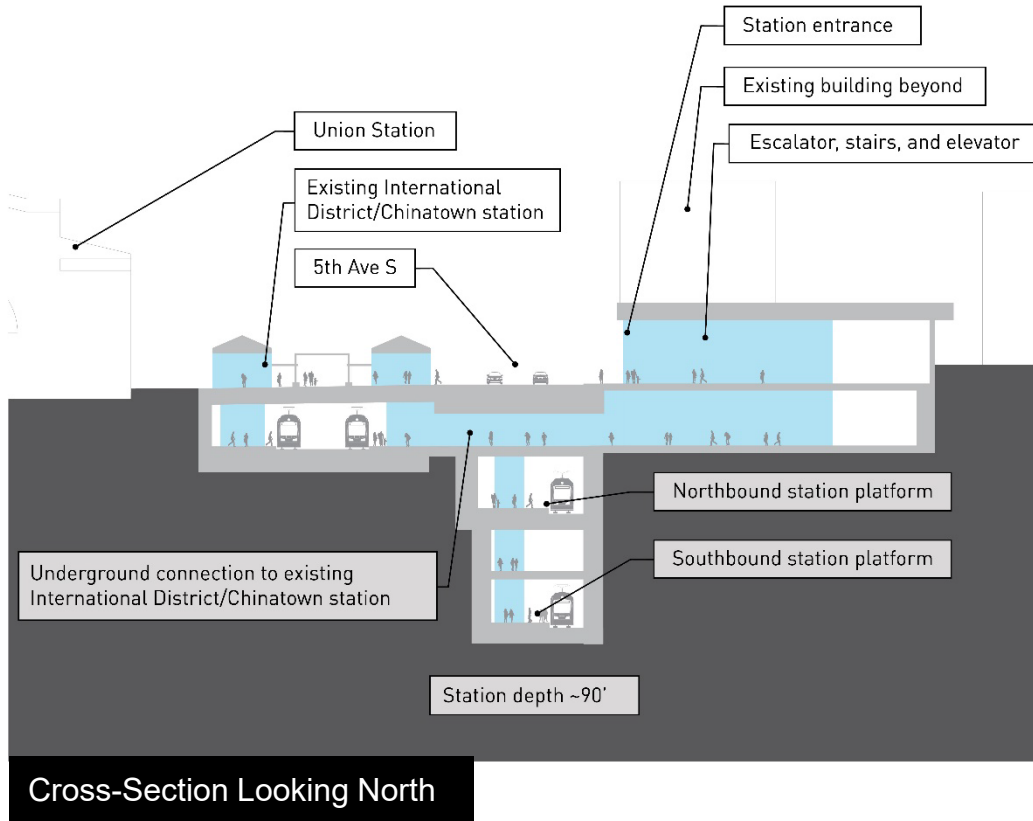 Station entrance
Existing building beyond
Union Station
Escalator, stairs, and elevator
Existing International
District/Chinatown station
5th Ave S
Northbound station platform
Southbound station platform
Underground connection to existing
International District/Chinatown station
Station depth ~90’
Cross-Section Looking North